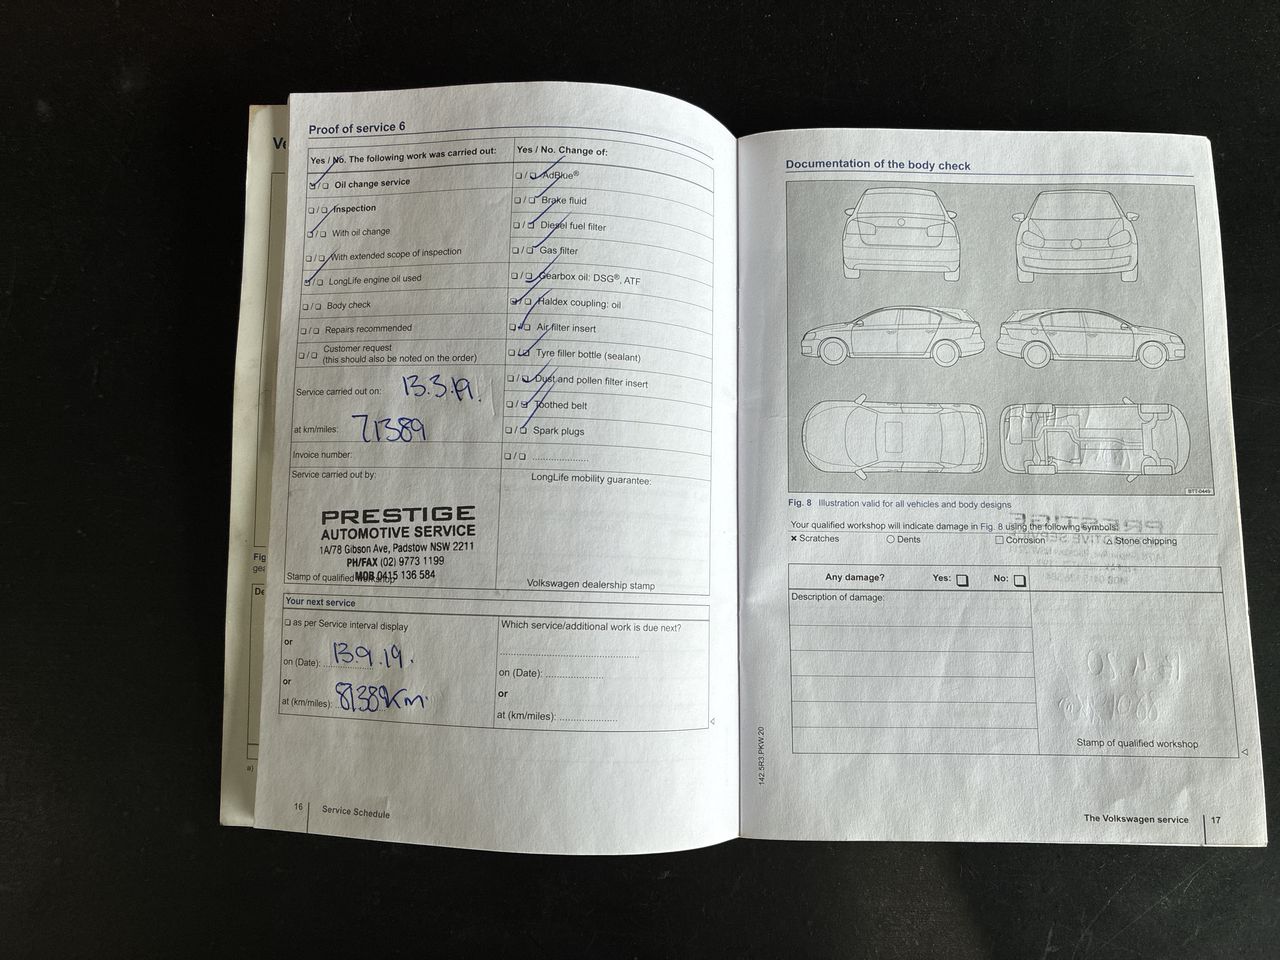 Proof of service 6
Yes / No. The following work was carried out:
Oil change service
Inspection
With oil change
With extended scope of inspection
LongLife engine oil used
Body check
Repairs recommended
Customer request
(this should also be noted on the order)
Service carried out on: 13.3.19.
at km/miles: 71389
Invoice number:
Service carried out by:
PRESTIGE
AUTOMOTIVE SERVICE
1A/78 Gibson Ave, Padstow NSW 2211
PH/FAX (02) 9773 1199
MOB 0415 136 584
Stamp of qualified workshop
Yes / No. Change of:
AdBlue®
Brake fluid
Diesel fuel filter
Gas filter
Gearbox oil: DSG®, ATF
Haldex coupling: oil
Air filter insert
Tyre filler bottle (sealant)
Dust and pollen filter insert
Toothed belt
Spark plugs
LongLife mobility guarantee:
Volkswagen dealership stamp
Your next service
as per Service interval display
or
on (Date): 13.9.19.
or
at (km/miles): 81389Km.
Which service/additional work is due next?
on (Date):
or
at (km/miles):
16 Service Schedule
Documentation of the body check
BTT-0449
Fig. 8 Illustration valid for all vehicles and body designs
Your qualified workshop will indicate damage in Fig. 8 using the following symbols:
Scratches Dents Corrosion Stone chipping
Any damage? Yes: No:
Description of damage:
Stamp of qualified workshop
142.5R3.PKW.20
The Volkswagen service 17
Ve
Fig
gea
De
a)